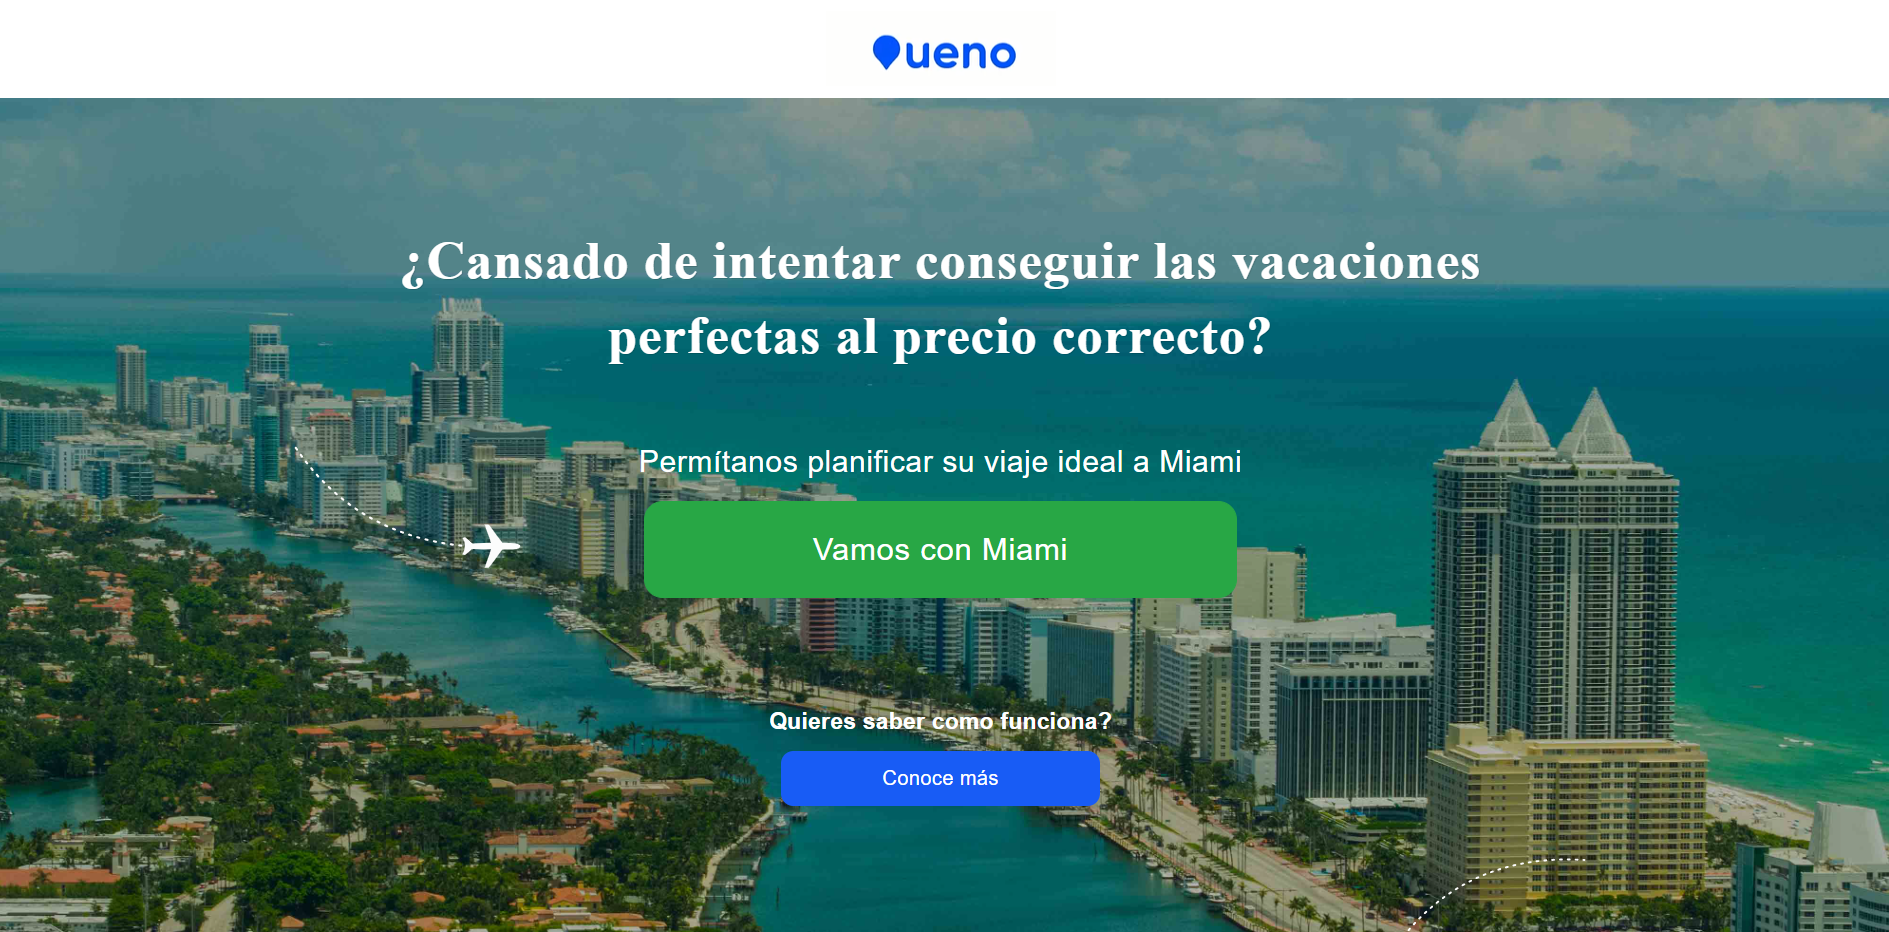 ueno
¿Cansado de intentar conseguir las vacaciones
perfectas al precio correcto?
Permítanos planificar su viaje ideal a Miami
Vamos con Miami
Quieres saber como funciona?
Conoce más